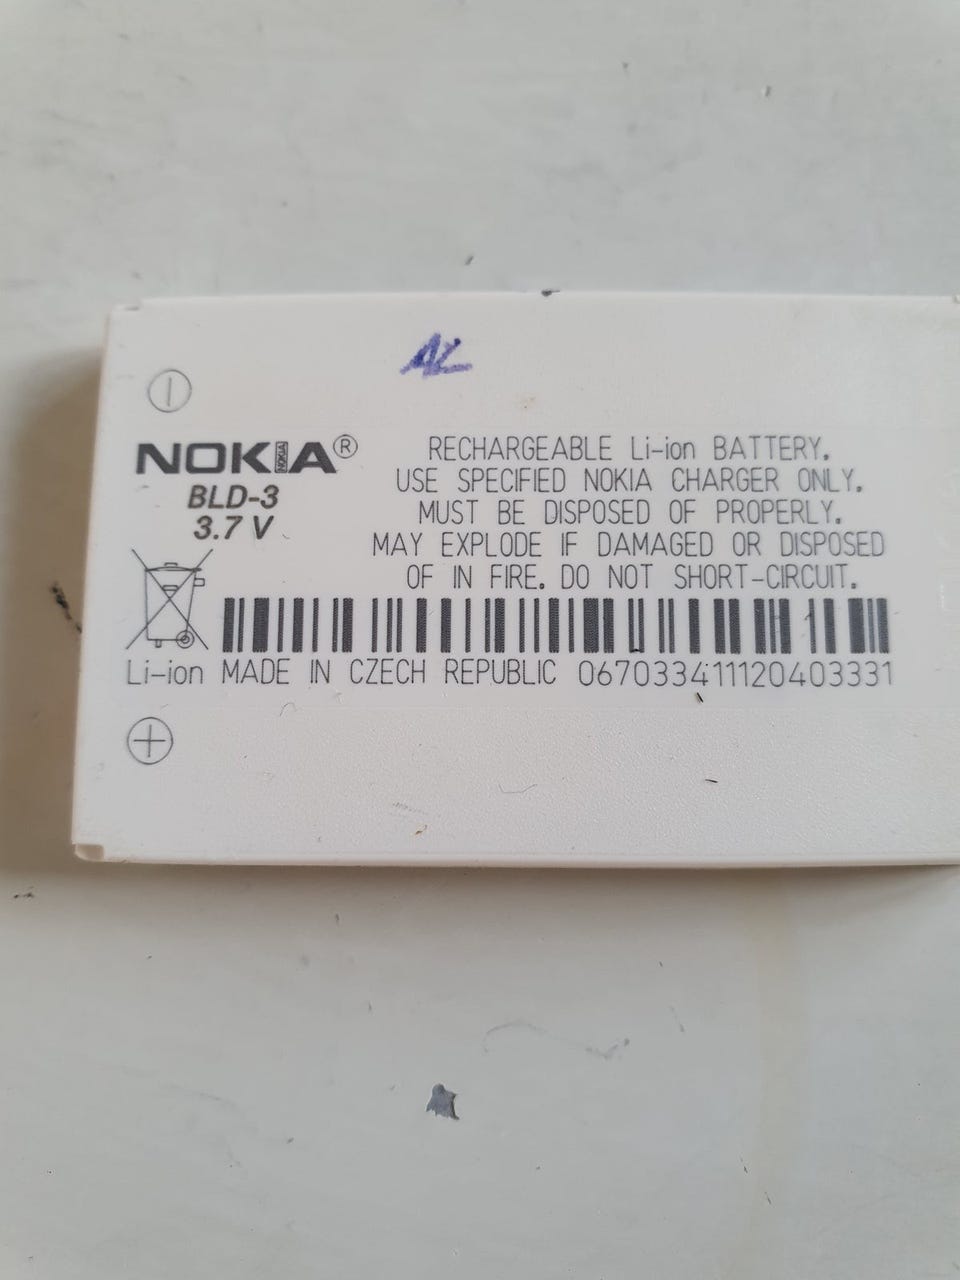 AL
NOKIA®
BLD-3
3.7 V
RECHARGEABLE Li-ion BATTERY.
USE SPECIFIED NOKIA CHARGER ONLY.
MUST BE DISPOSED OF PROPERLY.
MAY EXPLODE IF DAMAGED OR DISPOSED
OF IN FIRE. DO NOT SHORT-CIRCUIT.
Li-ion MADE IN CZECH REPUBLIC 0670334111120403331